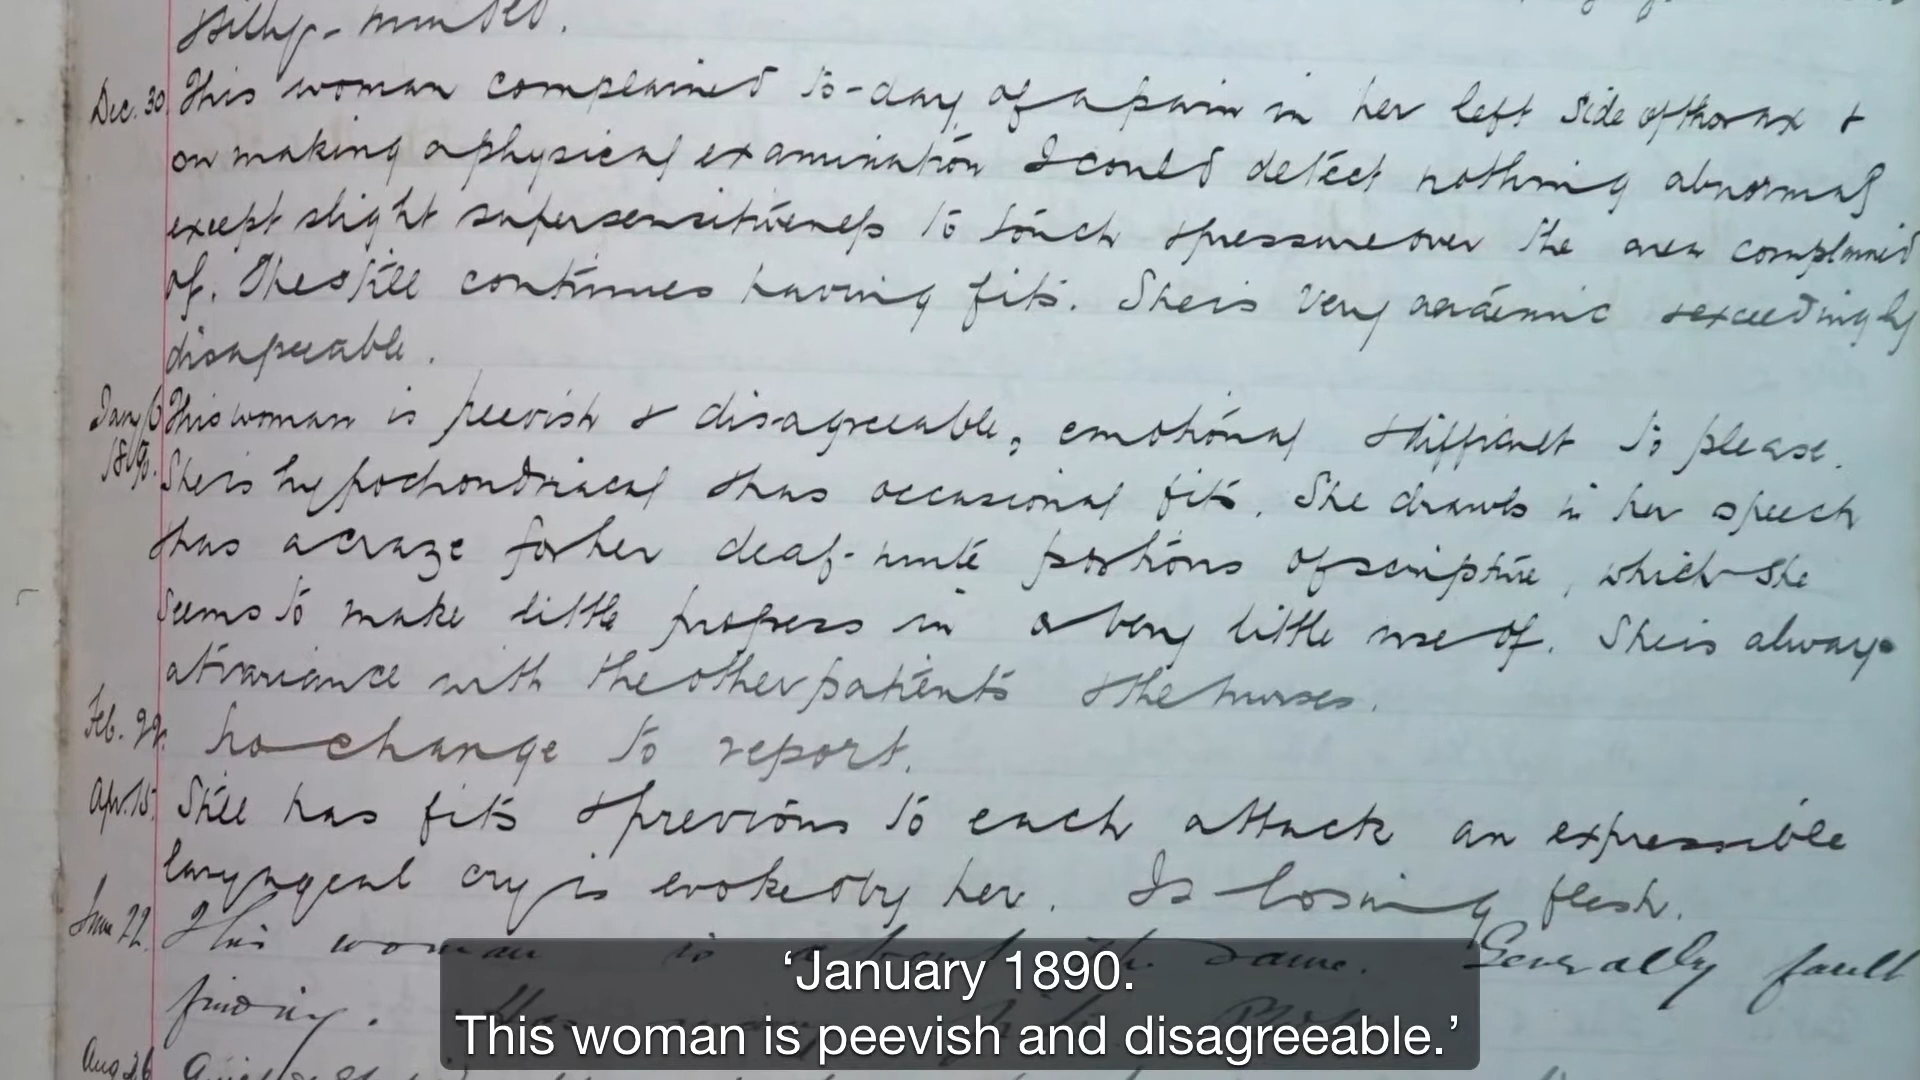 Dec. 30. This woman complained to-day of a pain in her left side of thorax &
on making a physical examination I could detect nothing abnormal
except slight supersensitiveness to touch & pressure over the area complained
of. She still continues having fits. She is very & exceedingly
disagreeable.
Jany 6 This woman is peevish & disagreeable, emotional & difficult to please.
1890. She is hypochondriacal & has occasional fits. She drawls in her speech
& has a craze for her deaf-mute portions of scripture, which she
seems to make little progress in or very little use of. She is always
at variance with the other patients & the nurses.
Feb. 22. No change to report.
Apr. 15. Still has fits & previous to each attack an expressible
laryngeal cry is evoked by her. Is losing flesh.
June 22. This woman is Generally fault
finding.
Aug 26
‘January 1890.
This woman is peevish and disagreeable.’